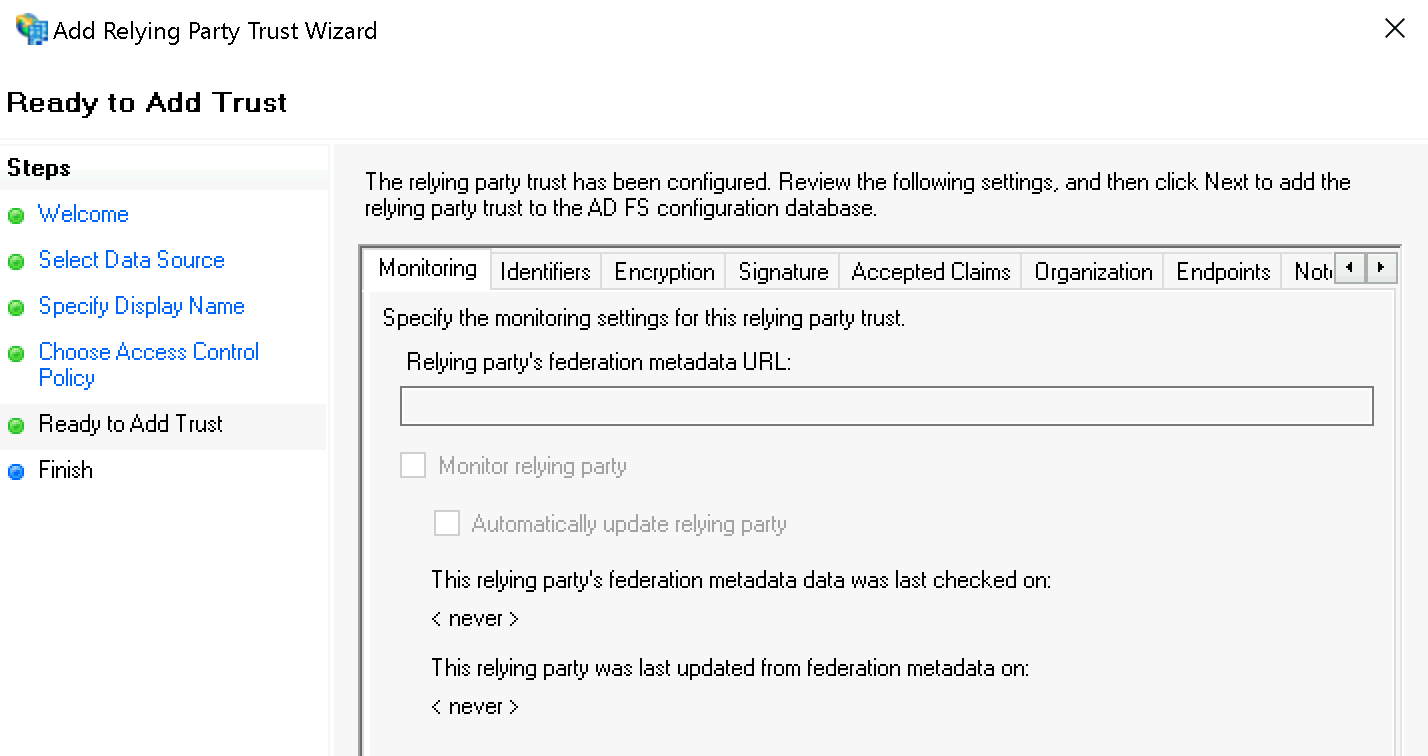 Add Relying Party Trust Wizard
Ready to Add Trust
Steps
Welcome
Select Data Source
Specify Display Name
Choose Access Control
Policy
Ready to Add Trust
Finish
The relying party trust has been configured. Review the following settings, and then click Next to add the
relying party trust to the AD FS configuration database.
Monitoring Identifiers Encryption Signature Accepted Claims Organization Endpoints
Specify the monitoring settings for this relying party trust.
Relying party's federation metadata URL:
Monitor relying party
Automatically update relying party
This relying party's federation metadata data was last checked on:
< never >
This relying party was last updated from federation metadata on:
< never >